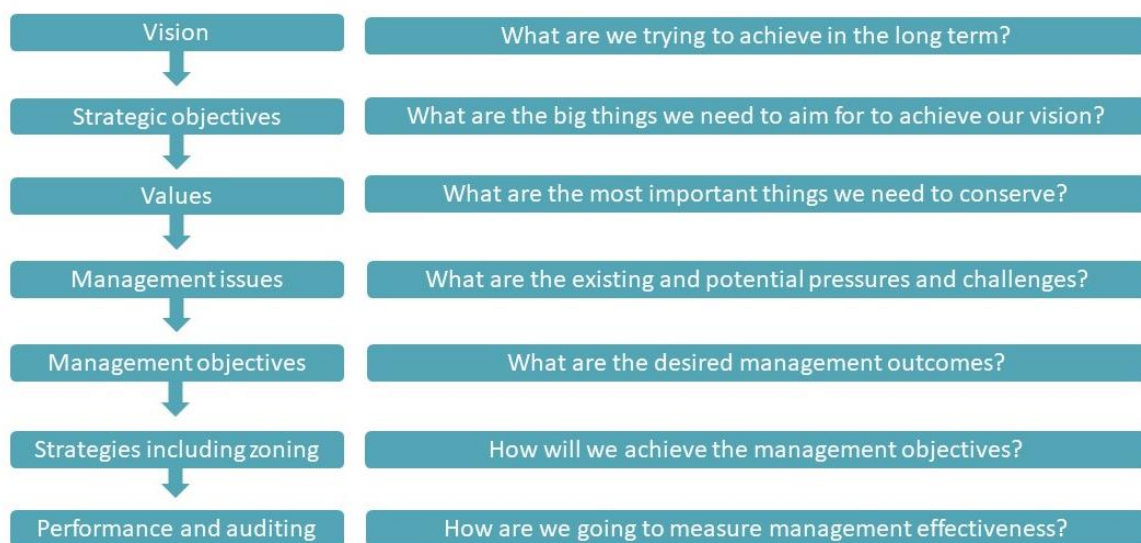 Vision
What are we trying to achieve in the long term?
Strategic objectives
What are the big things we need to aim for to achieve our vision?
Values
What are the most important things we need to conserve?
Management issues
What are the existing and potential pressures and challenges?
Management objectives
What are the desired management outcomes?
Strategies including zoning
How will we achieve the management objectives?
Performance and auditing
How are we going to measure management effectiveness?